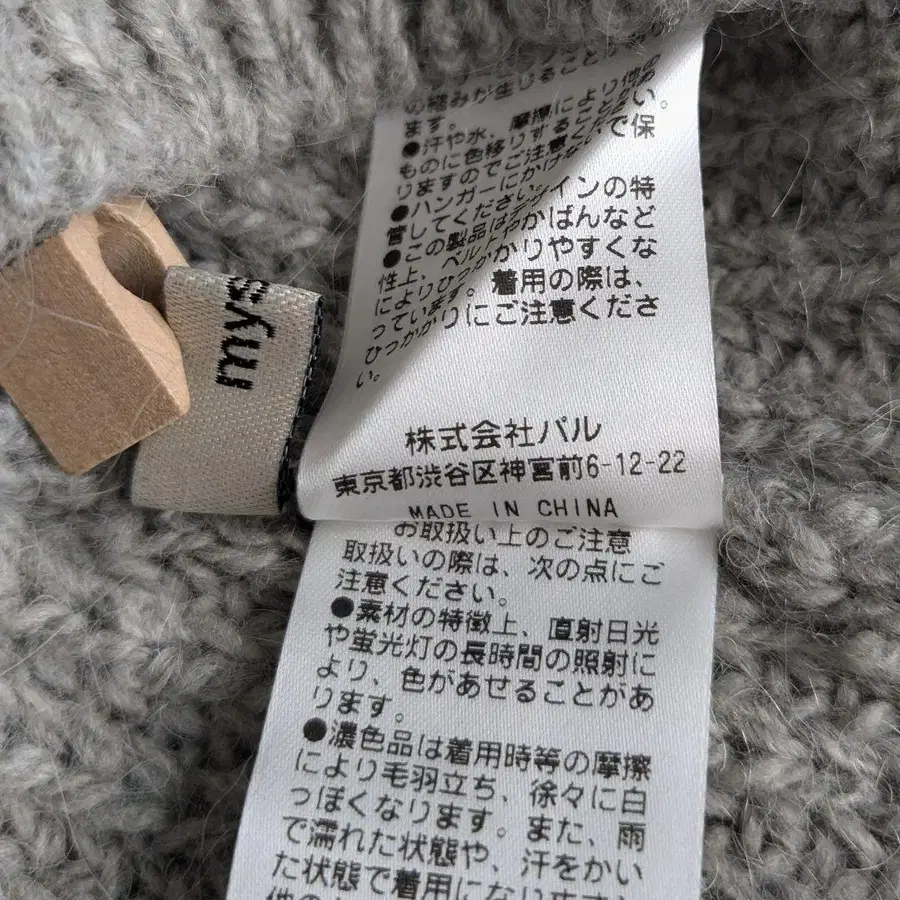 の縮みが生じることが
ます。
●汗や水、摩擦により他の
ものに色移りすることがあ
りますのでご注意ください。
●ハンガーにかけないで保
管してください。
●この製品はデザインの特
性上、ベルトやかばんなど
によりひっかかりやすくな
っています。着用の際は、
ひっかかりにご注意くださ
い。
株式会社パル
東京都渋谷区神宮前6-12-22
MADE IN CHINA
mys
お取扱い上のご注意
取扱いの際は、次の点にご
注意ください。
●素材の特徴上、直射日光
や蛍光灯の長時間の照射に
より、色があせることがあ
ります。
●濃色品は着用時等の摩擦
により毛羽立ち、徐々に白
っぽくなります。また、雨
で濡れた状態や、汗をかい
た状態で着用になりますと